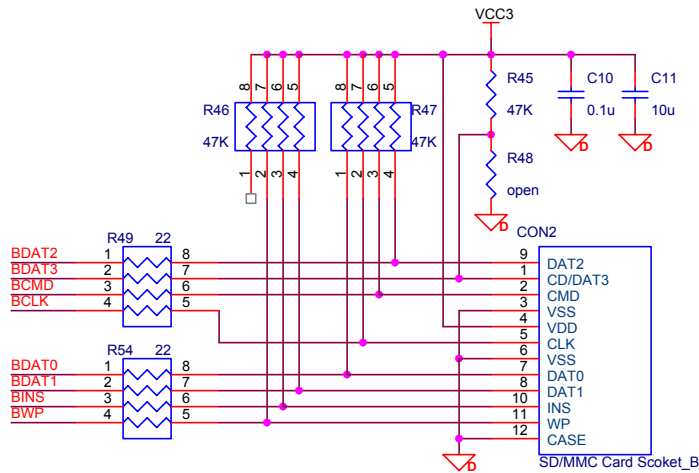 VCC3
8 7 6 5 8 7 6 5
R46 R47 R45 C10 C11
47K 47K 47K 0.1u 10u
1 2 3 4 1 2 3 4
R48
open
D D
D
CON2
R49 22
BDAT2 1 8 9 DAT2
BDAT3 2 7 1 CD/DAT3
BCMD 3 6 2 CMD
BCLK 4 5 3 VSS
4 VDD
5 CLK
R54 22 6 VSS
BDAT0 1 8 7 DAT0
BDAT1 2 7 8 DAT1
BINS 3 6 10 INS
BWP 4 5 11 WP
12 CASE
D
SD/MMC Card Scoket_B